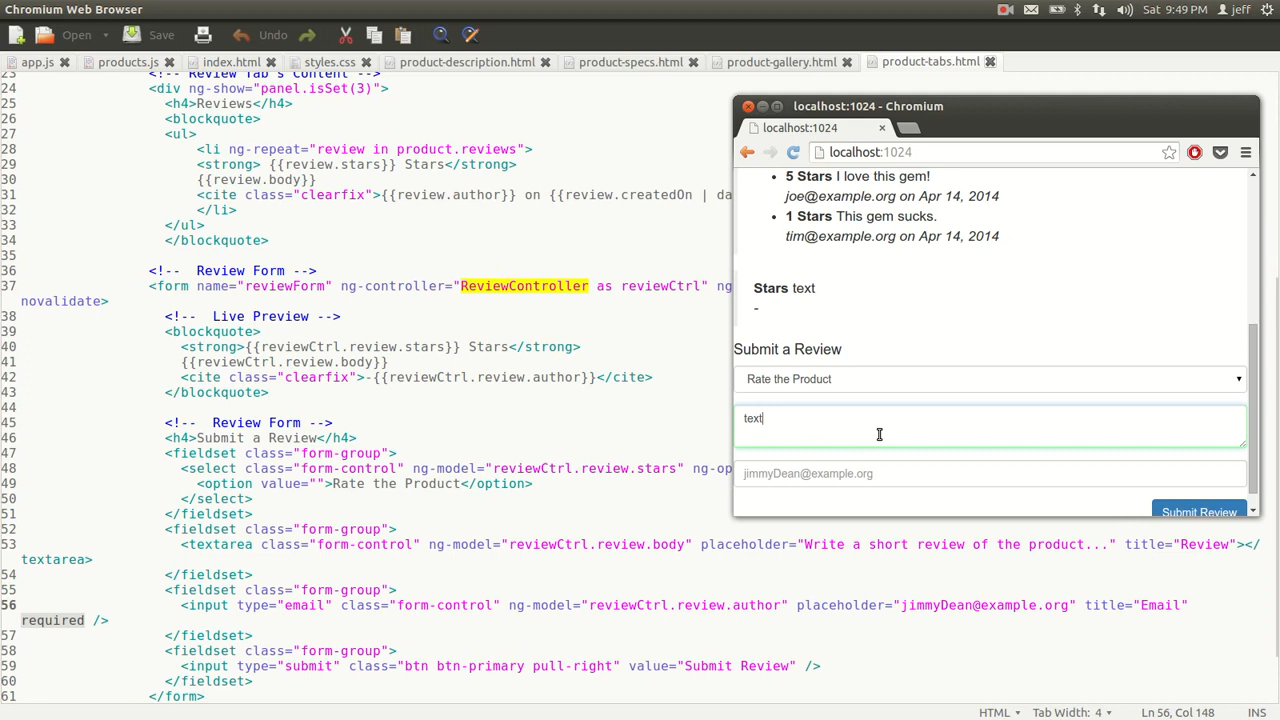 Chromium Web Browser
Sat 9:49 PM jeff
Open Save Undo
app.js products.js index.html styles.css product-description.html product-specs.html product-gallery.html product-tabs.html
23 <!-- Review Tab's Content -->
24 <div ng-show="panel.isSet(3)">
25 <h4>Reviews</h4>
26 <blockquote>
27 <ul>
28 <li ng-repeat="review in product.reviews">
29 <strong> {{review.stars}} Stars</strong>
30 {{review.body}}
31 <cite class="clearfix">{{review.author}} on {{review.createdOn | da
32 </li>
33 </ul>
34 </blockquote>
35
36 <!-- Review Form -->
37 <form name="reviewForm" ng-controller="ReviewController as reviewCtrl" ng
novalidate>
38 <!-- Live Preview -->
39 <blockquote>
40 <strong>{{reviewCtrl.review.stars}} Stars</strong>
41 {{reviewCtrl.review.body}}
42 <cite class="clearfix">-{{reviewCtrl.review.author}}</cite>
43 </blockquote>
44
45 <!-- Review Form -->
46 <h4>Submit a Review</h4>
47 <fieldset class="form-group">
48 <select class="form-control" ng-model="reviewCtrl.review.stars" ng-op
49 <option value="">Rate the Product</option>
50 </select>
51 </fieldset>
52 <fieldset class="form-group">
53 <textarea class="form-control" ng-model="reviewCtrl.review.body" placeholder="Write a short review of the product..." title="Review"></
textarea>
54 </fieldset>
55 <fieldset class="form-group">
56 <input type="email" class="form-control" ng-model="reviewCtrl.review.author" placeholder="jimmyDean@example.org" title="Email"
required />
57 </fieldset>
58 <fieldset class="form-group">
59 <input type="submit" class="btn btn-primary pull-right" value="Submit Review" />
60 </fieldset>
61 </form>
localhost:1024 - Chromium
localhost:1024
localhost:1024
5 Stars I love this gem!
joe@example.org on Apr 14, 2014
1 Stars This gem sucks.
tim@example.org on Apr 14, 2014
Stars text
-
Submit a Review
Rate the Product
text
jimmyDean@example.org
Submit Review
HTML Tab Width: 4 Ln 56, Col 148 INS